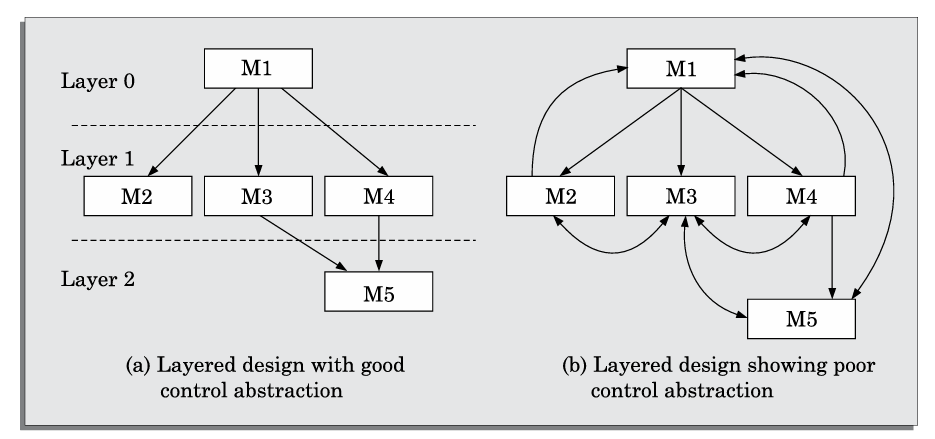 Layer 0
M1
Layer 1
M2
M3
M4
Layer 2
M5
(a) Layered design with good
control abstraction
M1
M2
M3
M4
M5
(b) Layered design showing poor
control abstraction